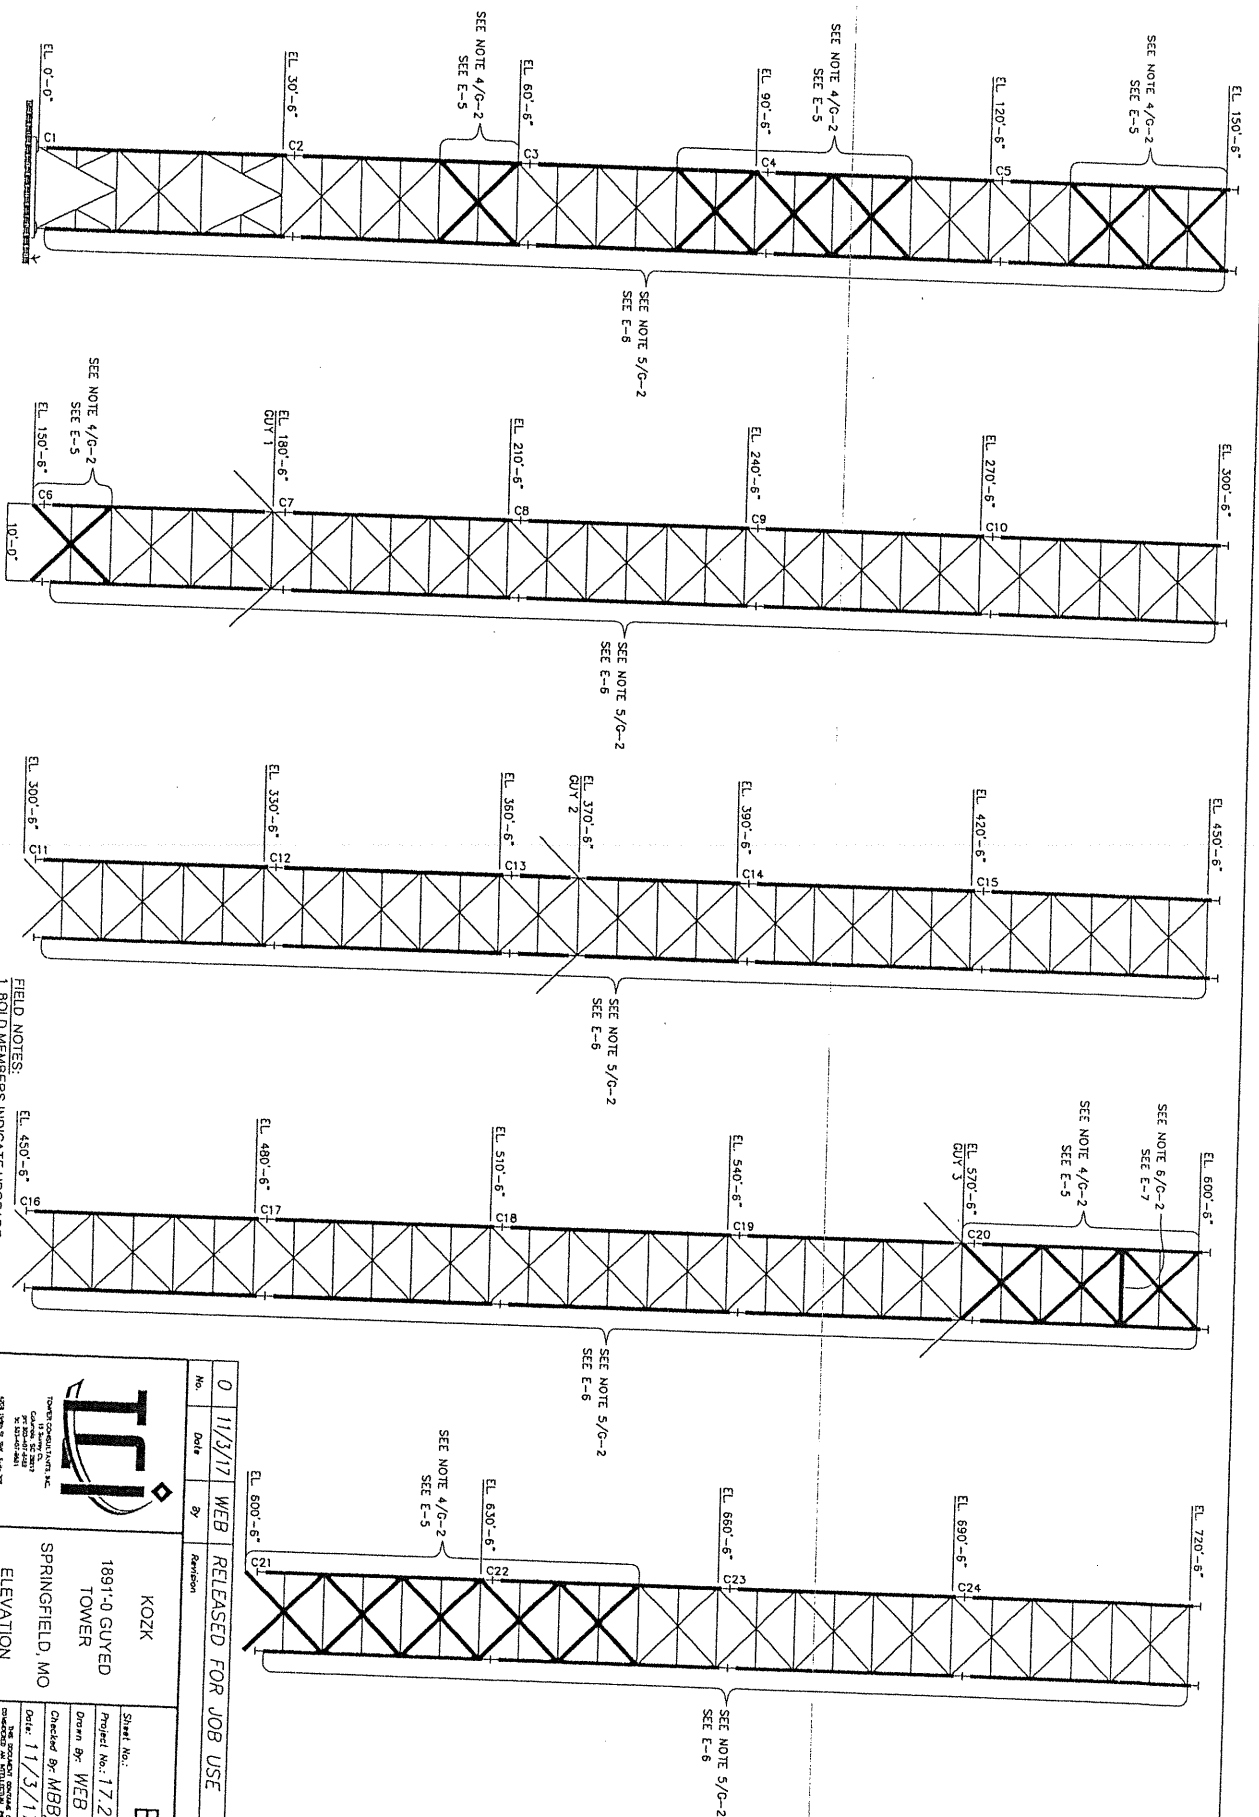 EL 150'-6"
SEE NOTE 4/G-2
SEE E-5
EL 120'-6"
C5
SEE NOTE 4/G-2
SEE E-5
EL 90'-6"
C4
EL 60'-6"
C3
SEE NOTE 4/G-2
SEE E-5
EL 30'-6"
C2
EL 0'-0"
C1
SEE NOTE 5/G-2
SEE E-6
EL 300'-6"
EL 270'-6"
C10
EL 240'-6"
C9
EL 210'-6"
C8
EL 180'-6"
GUY 1
C7
SEE NOTE 4/G-2
SEE E-5
EL 150'-6"
C6
10'-0"
SEE NOTE 5/G-2
SEE E-6
EL 450'-6"
EL 420'-6"
C15
EL 390'-6"
C14
EL 370'-6"
GUY 2
EL 360'-6"
C13
EL 330'-6"
C12
EL 300'-6"
C11
SEE NOTE 5/G-2
SEE E-6
EL 600'-6"
SEE NOTE 6/G-2
SEE E-7
SEE NOTE 4/G-2
SEE E-5
EL 570'-6"
GUY 3
C20
EL 540'-6"
C19
EL 510'-6"
C18
EL 480'-6"
C17
EL 450'-6"
C16
SEE NOTE 5/G-2
SEE E-6
EL 720'-6"
EL 690'-6"
C24
EL 660'-6"
C23
EL 630'-6"
C22
SEE NOTE 4/G-2
SEE E-5
EL 600'-6"
C21
SEE NOTE 5/G-2
SEE E-6
FIELD NOTES:
0 11/3/17 WEB RELEASED FOR JOB USE
No. Date By Revision
TCI
TOWER CONSULTANTS, INC.
KOZK
1891'-0 GUYED
TOWER
SPRINGFIELD, MO
ELEVATION
Sheet No.:
Project No.: 17.2
Drawn By: WEB
Checked By: MBB
Date: 11/3/1